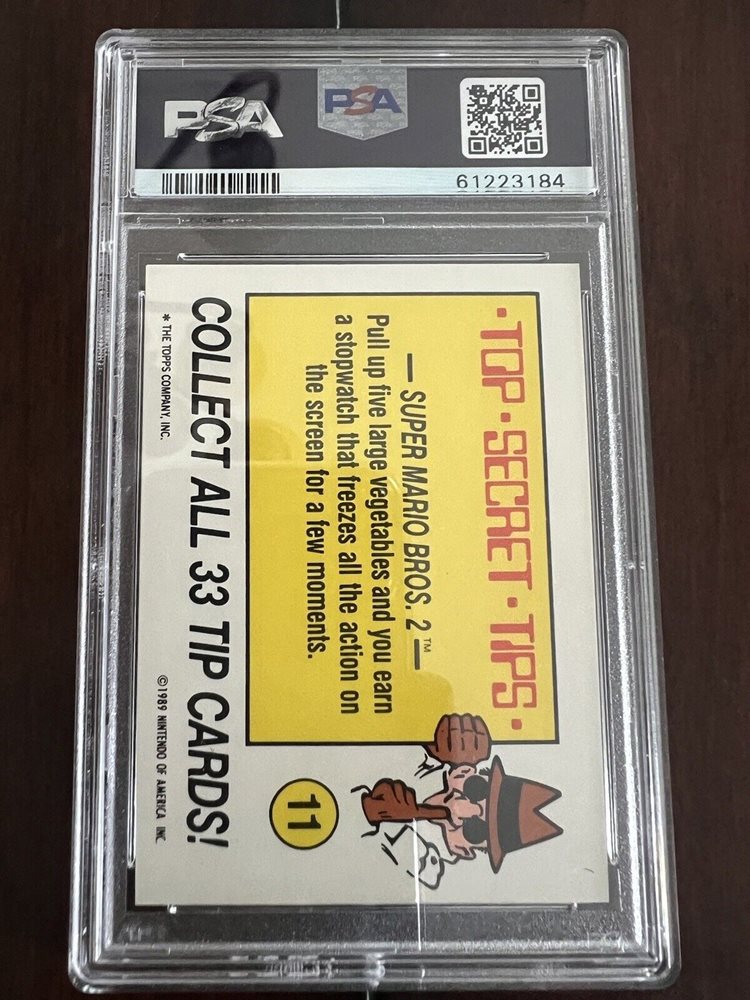 PSA
PSA
61223184
·TOP·SECRET·TIPS·
— SUPER MARIO BROS. 2™ —
Pull up five large vegetables and you earn
a stopwatch that freezes all the action on
the screen for a few moments.
11
COLLECT ALL 33 TIP CARDS!
* THE TOPPS COMPANY, INC.
©1989 NINTENDO OF AMERICA INC.